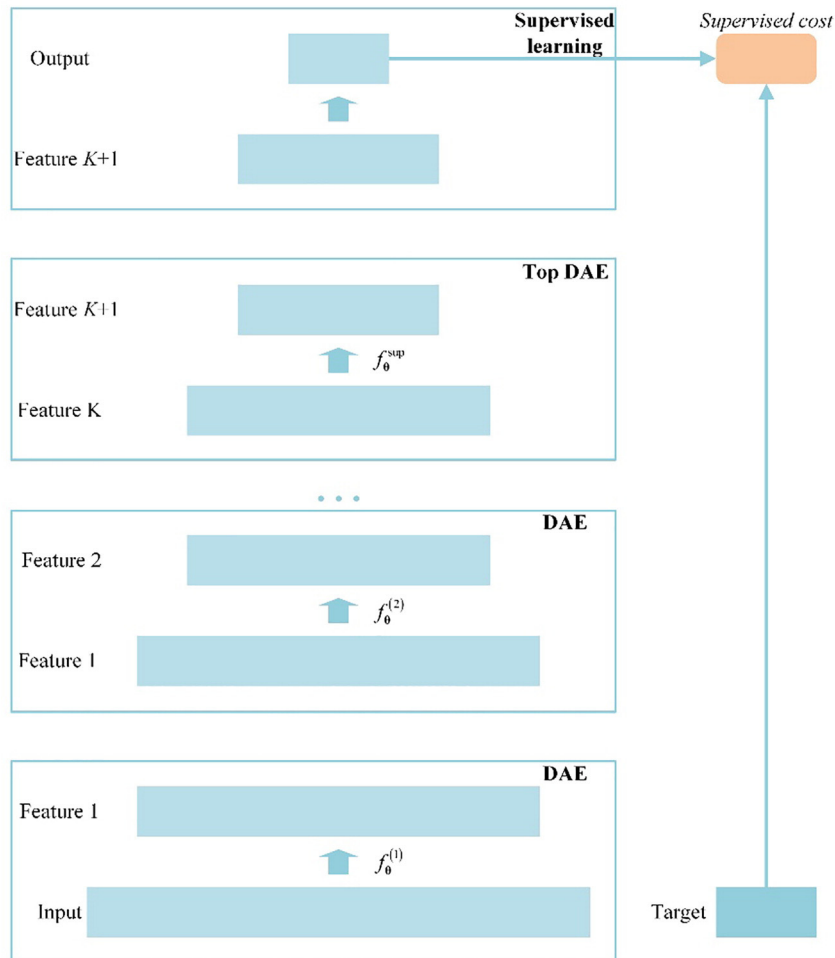 Supervised
learning
Supervised cost
Output
Feature K+1
Top DAE
Feature K+1
f_θ^sup
Feature K
...
DAE
Feature 2
f_θ^(2)
Feature 1
DAE
Feature 1
f_θ^(1)
Input
Target